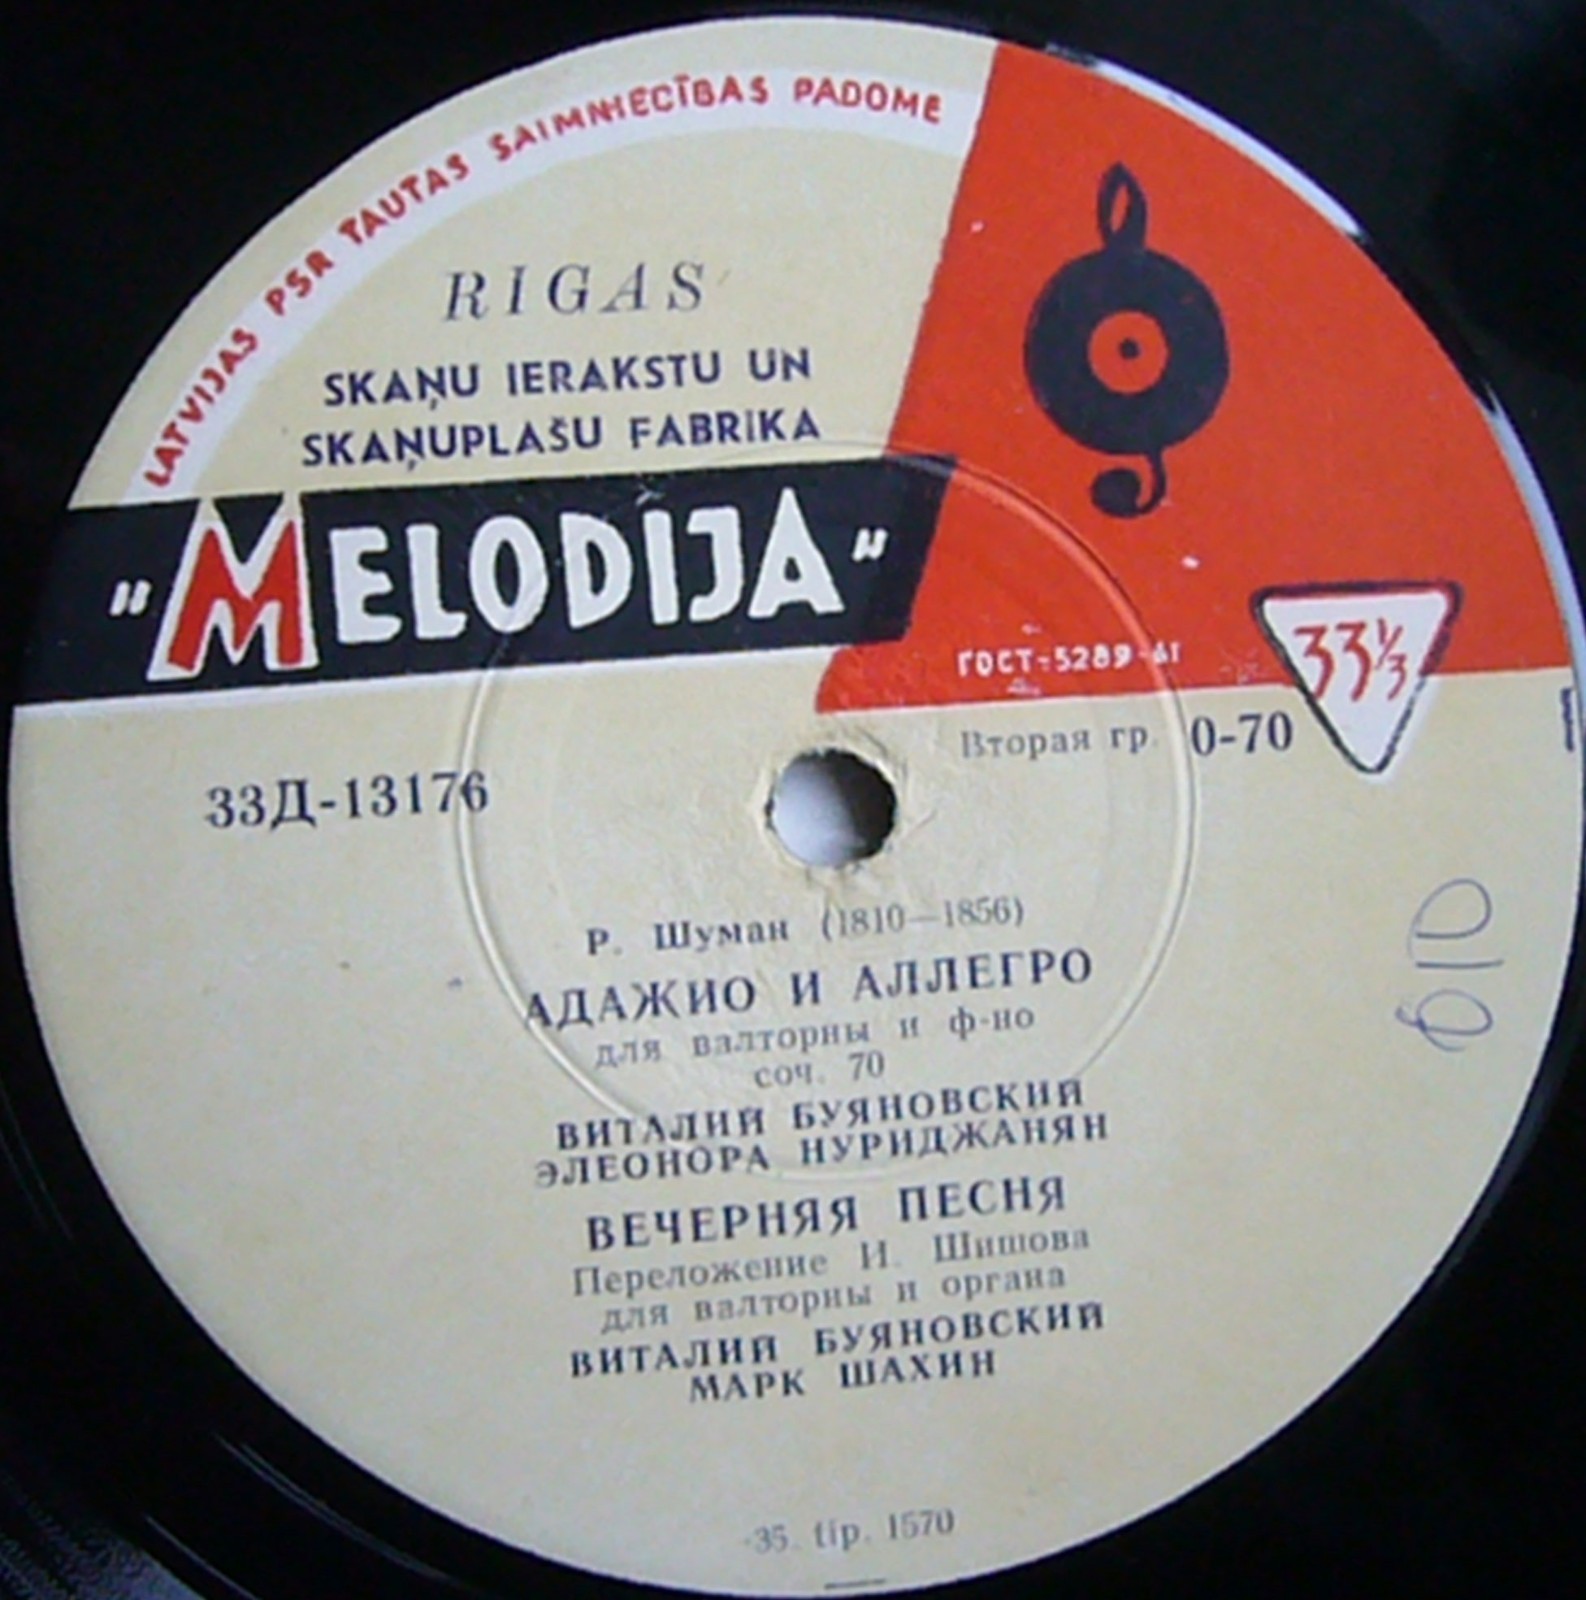 LATVIJAS PSR TAUTAS SAIMNIECĪBAS PADOME
RIGAS
SKAŅU IERAKSTU UN
SKAŅUPLAŠU FABRIKA
"MELODIJA"
ГОСТ-5289-61
33⅓
Вторая гр. 0-70
33Д-13176
Р. Шуман (1810—1856)
АДАЖИО И АЛЛЕГРО
для валторны и ф-но
соч. 70
ВИТАЛИЙ БУЯНОВСКИЙ
ЭЛЕОНОРА НУРИДЖАНЯН
ВЕЧЕРНЯЯ ПЕСНЯ
Переложение И. Шишова
для валторны и органа
ВИТАЛИЙ БУЯНОВСКИЙ
МАРК ШАХИН
35. tip. 1570